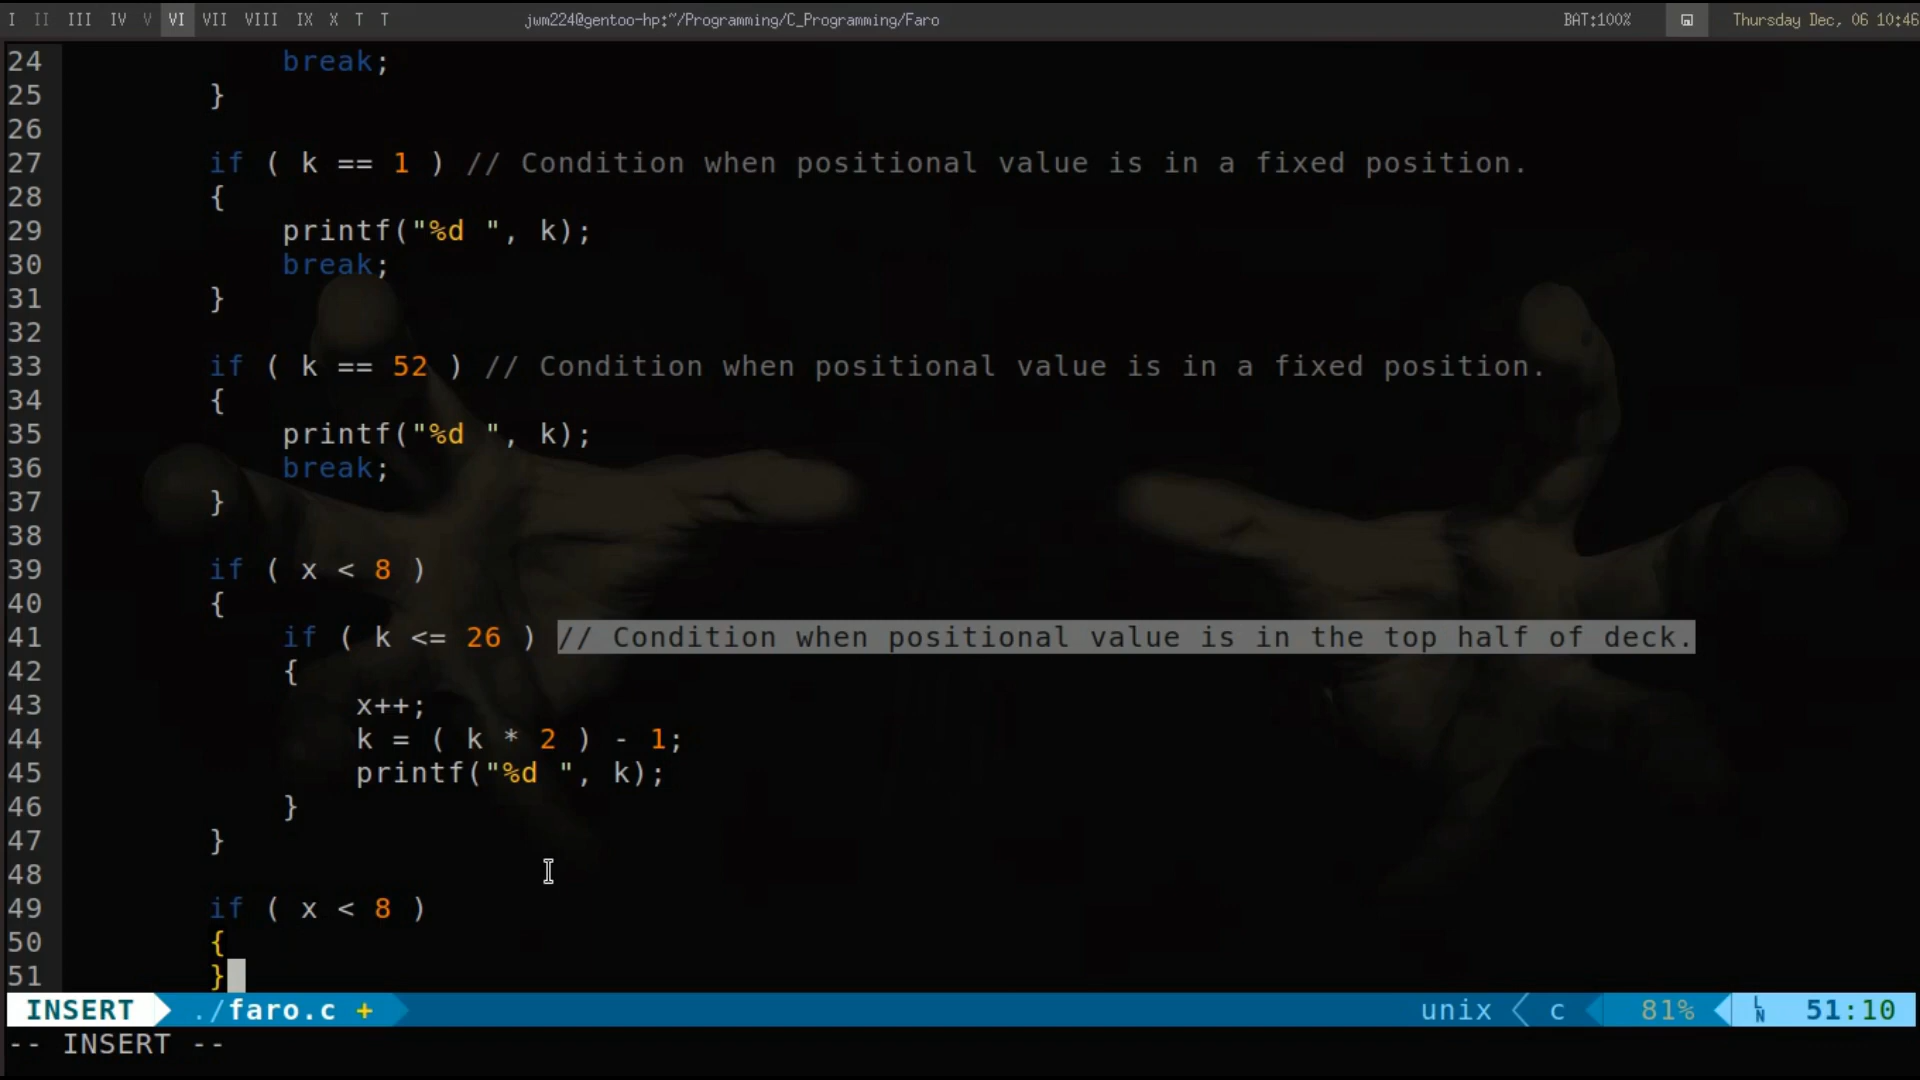 I II III IV V VI VII VIII IX X T T jwm224@gentoo-hp:~/Programming/C_Programming/Faro BAT:100% Thursday Dec, 06 10:46
24 break;
25 }
26
27 if ( k == 1 ) // Condition when positional value is in a fixed position.
28 {
29 printf("%d ", k);
30 break;
31 }
32
33 if ( k == 52 ) // Condition when positional value is in a fixed position.
34 {
35 printf("%d ", k);
36 break;
37 }
38
39 if ( x < 8 )
40 {
41 if ( k <= 26 ) // Condition when positional value is in the top half of deck.
42 {
43 x++;
44 k = ( k * 2 ) - 1;
45 printf("%d ", k);
46 }
47 }
48
49 if ( x < 8 )
50 {
51 }
INSERT ./faro.c + unix c 81% LN 51:10
-- INSERT --